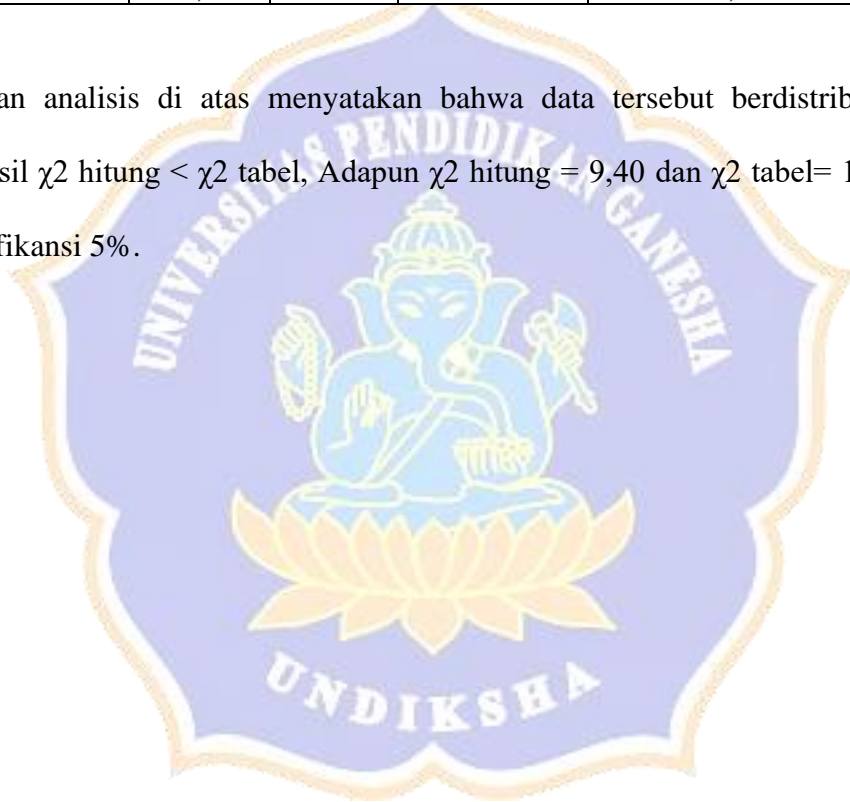 an analisis di atas menyatakan bahwa data tersebut berdistrib
sil χ2 hitung < χ2 tabel, Adapun χ2 hitung = 9,40 dan χ2 tabel= 1
fikansi 5%.
UNIVERSITAS PENDIDIKAN GANESHA
UNDIKSHA